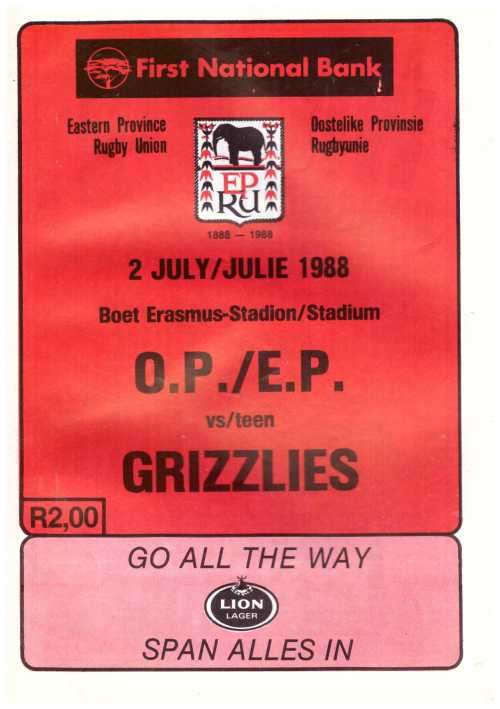 First National Bank
Eastern Province
Rugby Union
Oostelike Provinsie
Rugbyunie
EP
RU
1888 — 1988
2 JULY/JULIE 1988
Boet Erasmus-Stadion/Stadium
O.P./E.P.
vs/teen
GRIZZLIES
R2,00
GO ALL THE WAY
LION
LAGER
SPAN ALLES IN